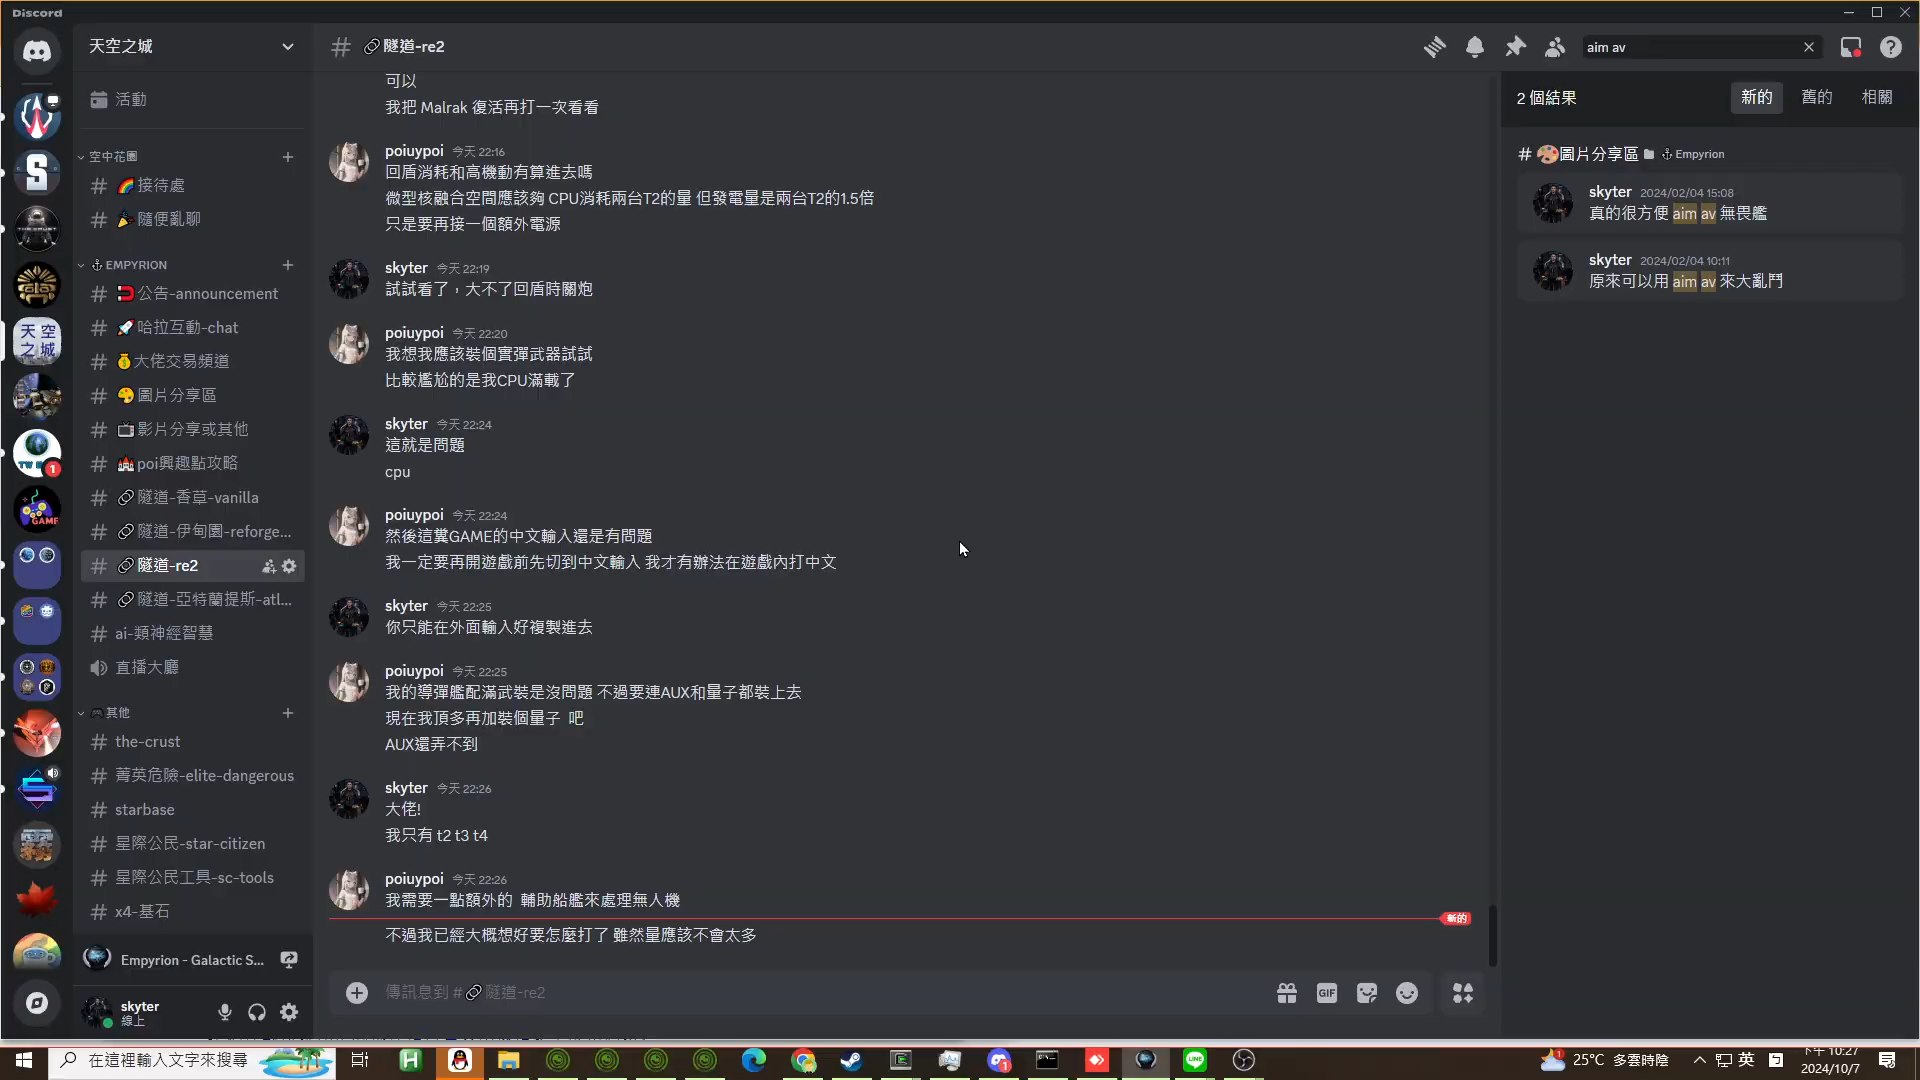 Discord
天空之城
隧道-re2
aim av
活動
空中花園
接待處
隨便亂聊
EMPYRION
公告-announcement
哈拉互動-chat
大佬交易頻道
圖片分享區
影片分享或其他
poi興趣點攻略
隧道-香草-vanilla
隧道-伊甸園-reforge...
隧道-re2
隧道-亞特蘭提斯-atl...
ai-類神經智慧
直播大廳
其他
the-crust
菁英危險-elite-dangerous
starbase
星際公民-star-citizen
星際公民工具-sc-tools
x4-基石
Empyrion - Galactic S...
skyter
線上
天空
之城
THE CRUST
GAME
1
可以
我把 Malrak 復活再打一次看看
poiuypoi 今天 22:16
回盾消耗和高機動有算進去嗎
微型核融合空間應該夠 CPU消耗兩台T2的量 但發電量是兩台T2的1.5倍
只是要再接一個額外電源
skyter 今天 22:19
試試看了，大不了回盾時關炮
poiuypoi 今天 22:20
我想我應該裝個實彈武器試試
比較尷尬的是我CPU滿載了
skyter 今天 22:24
這就是問題
cpu
poiuypoi 今天 22:24
然後這糞GAME的中文輸入還是有問題
我一定要再開遊戲前先切到中文輸入 我才有辦法在遊戲內打中文
skyter 今天 22:25
你只能在外面輸入好複製進去
poiuypoi 今天 22:25
我的導彈艦配滿武裝是沒問題 不過要連AUX和量子都裝上去
現在我頂多再加裝個量子 吧
AUX還弄不到
skyter 今天 22:26
大佬!
我只有 t2 t3 t4
poiuypoi 今天 22:26
我需要一點額外的 輔助船艦來處理無人機
新的
不過我已經大概想好要怎麼打了 雖然量應該不會太多
傳訊息到 # 隧道-re2
GIF
2 個結果
新的 舊的 相關
# 圖片分享區 Empyrion
skyter 2024/02/04 15:08
真的很方便 aim av 無畏艦
skyter 2024/02/04 10:11
原來可以用 aim av 來大亂鬥
在這裡輸入文字來搜尋
25°C 多雲時陰
英
下午 10:27
2024/10/7